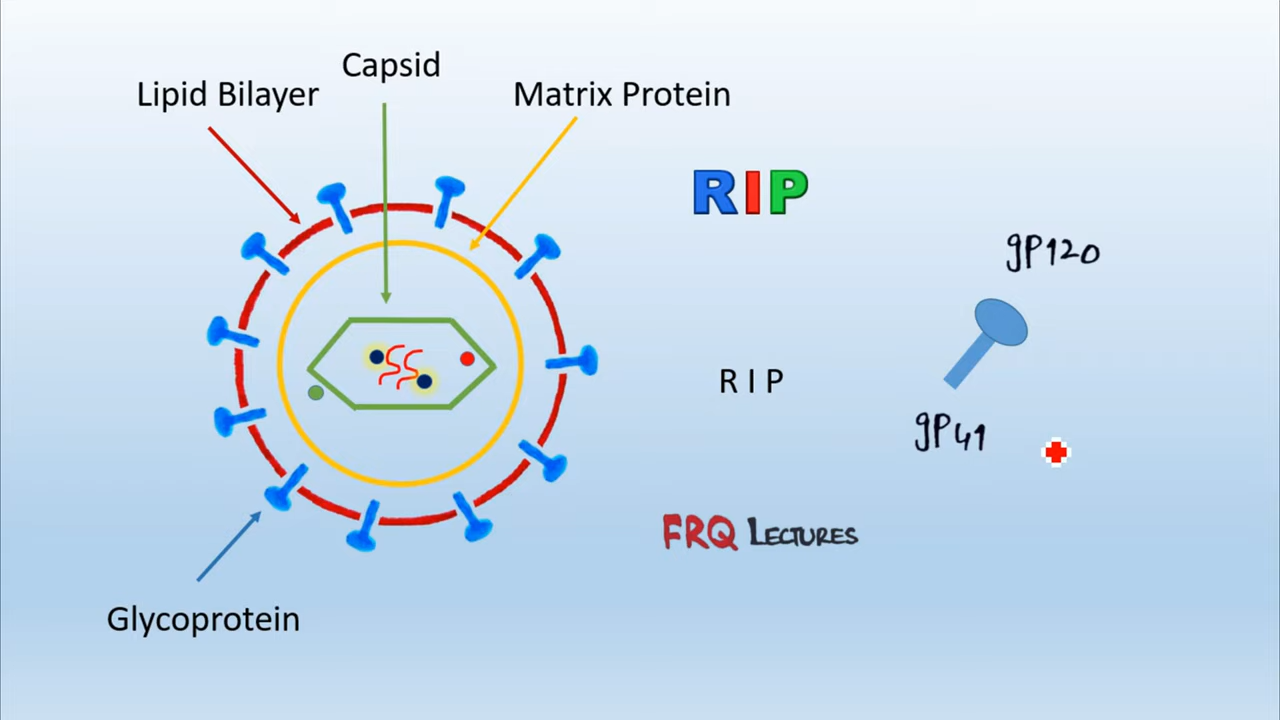 Capsid
Lipid Bilayer
Matrix Protein
RIP
gp120
R I P
gp41
FRQ LECTURES
Glycoprotein